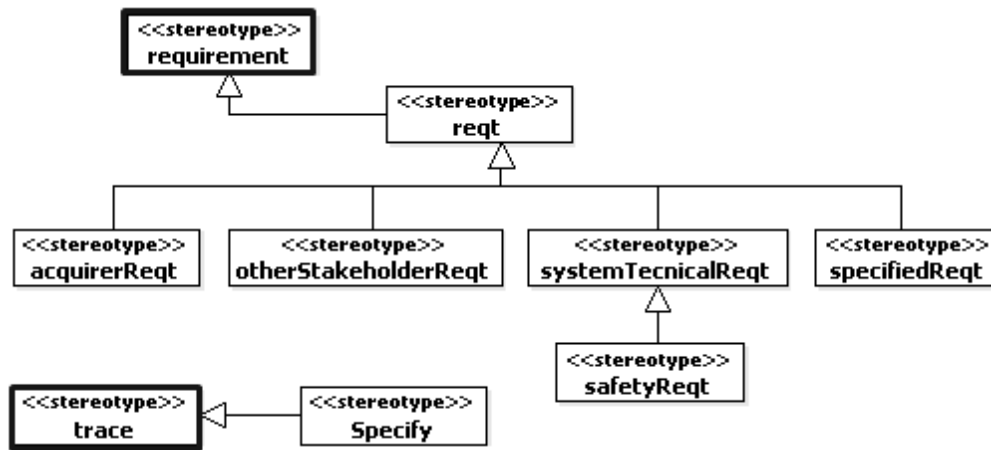 <<stereotype>>
requirement
<<stereotype>>
reqt
<<stereotype>>
acquirerReqt
<<stereotype>>
otherStakeholderReqt
<<stereotype>>
systemTecnicalReqt
<<stereotype>>
specifiedReqt
<<stereotype>>
safetyReqt
<<stereotype>>
trace
<<stereotype>>
Specify